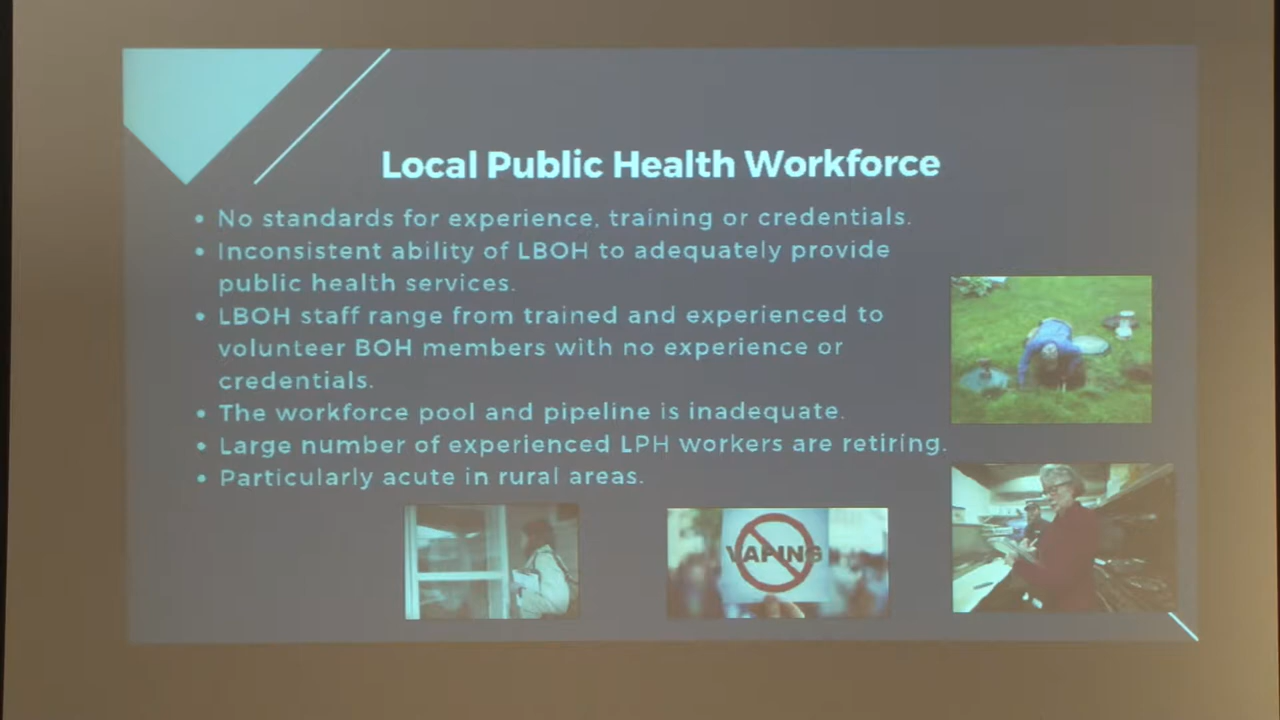 Local Public Health Workforce
• No standards for experience, training or credentials.
• Inconsistent ability of LBOH to adequately provide
public health services.
• LBOH staff range from trained and experienced to
volunteer BOH members with no experience or
credentials.
• The workforce pool and pipeline is inadequate.
• Large number of experienced LPH workers are retiring.
• Particularly acute in rural areas.
VAPING